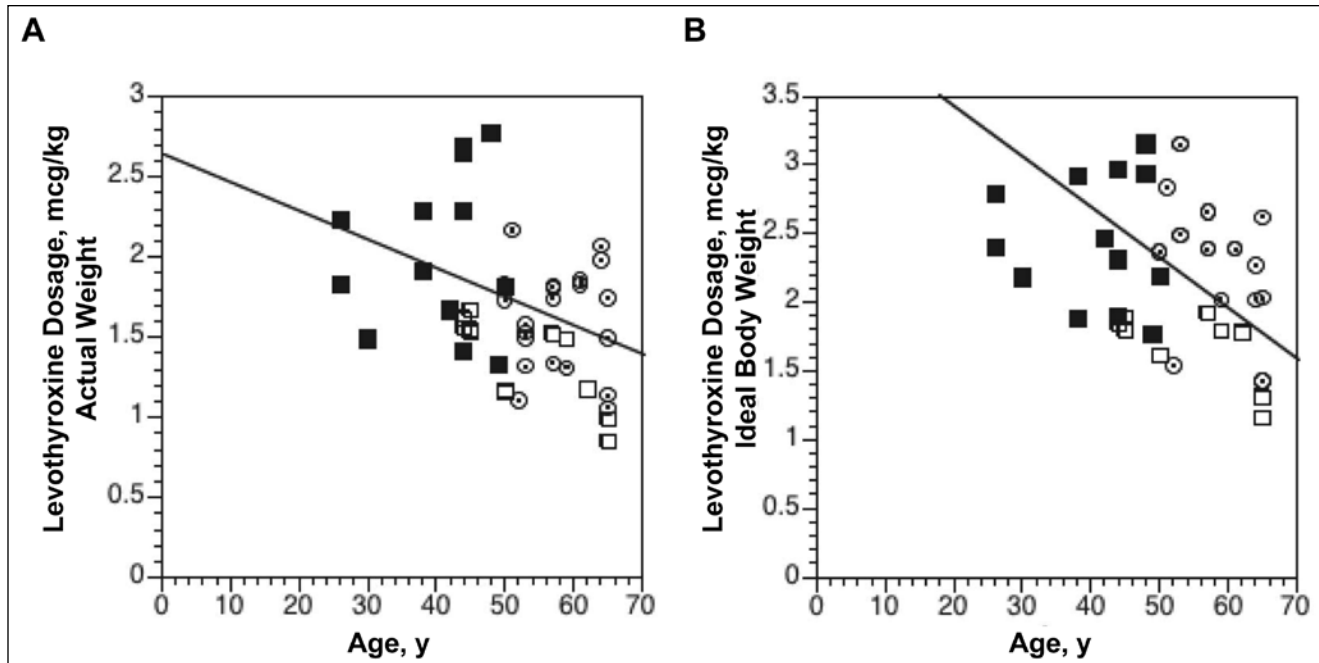 A
Levothyroxine Dosage, mcg/kg
Actual Weight
3
2.5
2
1.5
1
0.5
0
0 10 20 30 40 50 60 70
Age, y
B
Levothyroxine Dosage, mcg/kg
Ideal Body Weight
3.5
3
2.5
2
1.5
1
0.5
0
0 10 20 30 40 50 60 70
Age, y